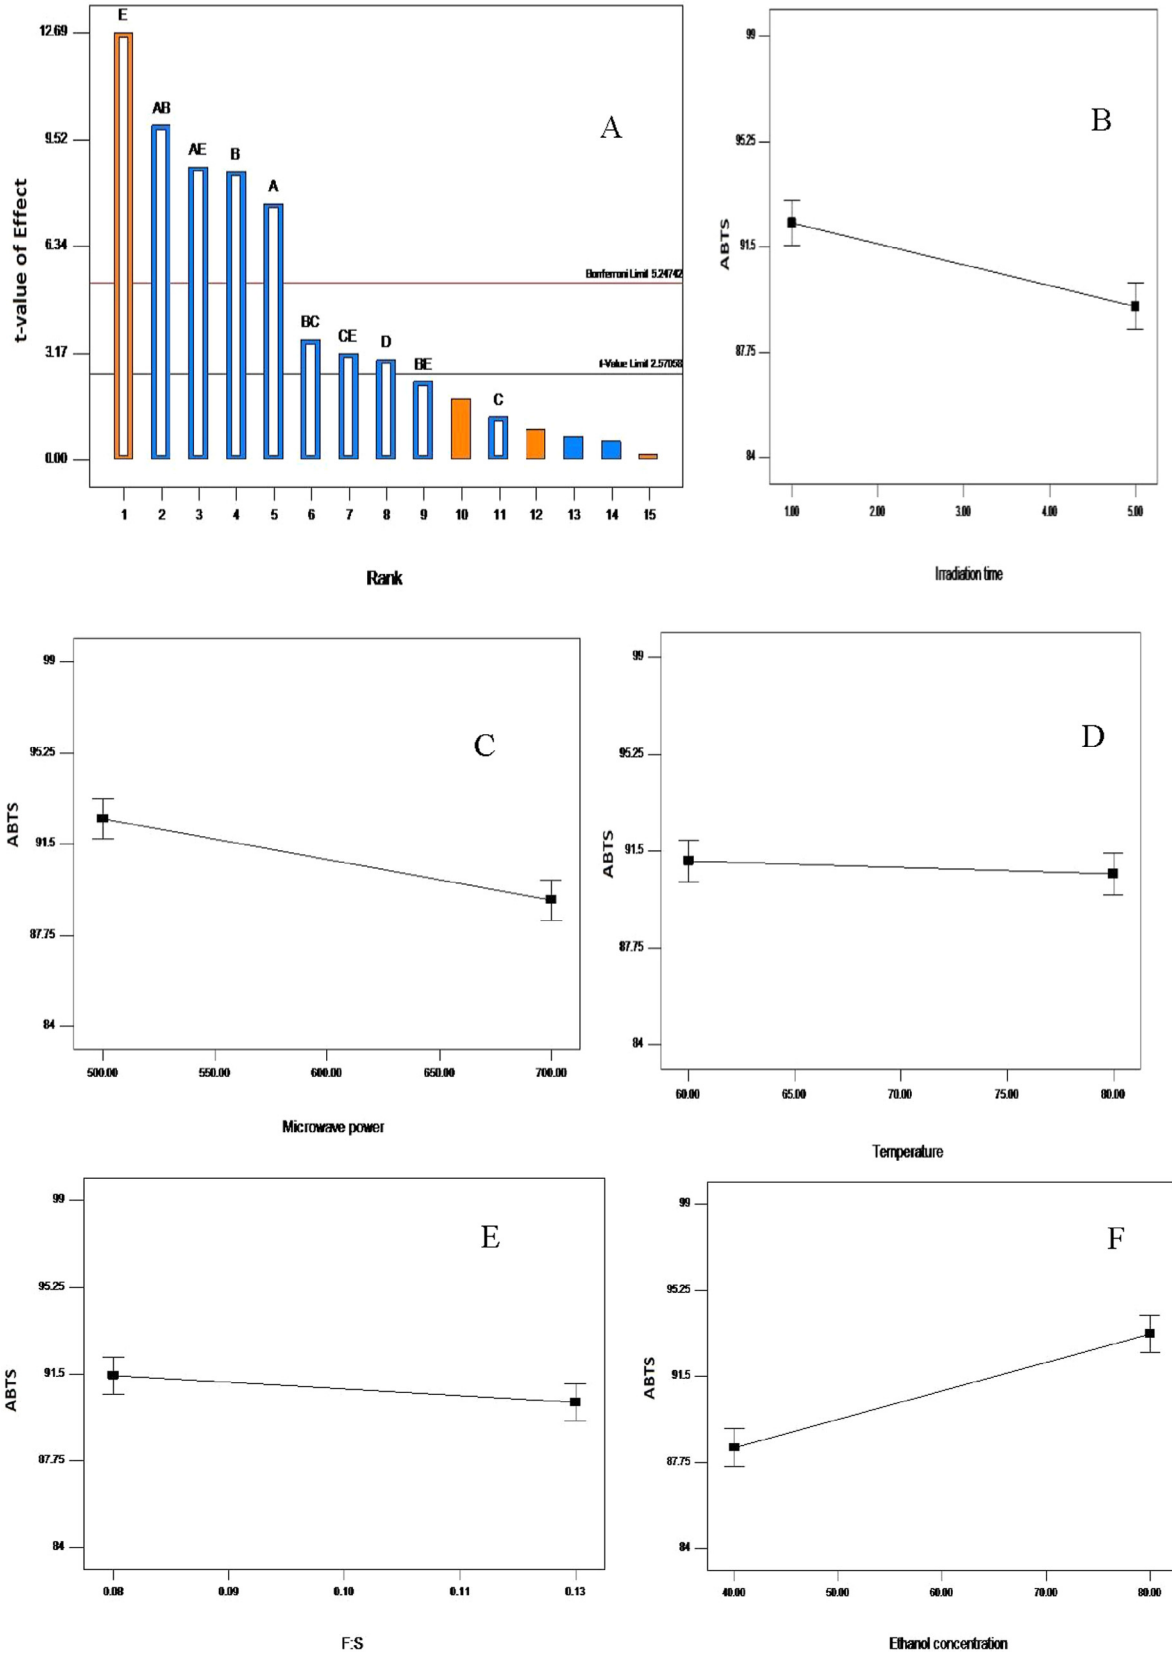 E
12.69
AB
9.52
AE
B
A
t-value of Effect
6.34
Bonferroni Limit 5.24742
BC
CE
D
3.17
BE
t-Value Limit 2.57058
C
0.00
1 2 3 4 5 6 7 8 9 10 11 12 13 14 15
Rank
A
99
B
95.25
ABTS
91.5
87.75
84
1.00 2.00 3.00 4.00 5.00
Irradiation time
99
C
95.25
ABTS
91.5
87.75
84
500.00 550.00 600.00 650.00 700.00
Microwave power
99
D
95.25
ABTS
91.5
87.75
84
60.00 65.00 70.00 75.00 80.00
Temperature
99
E
95.25
ABTS
91.5
87.75
84
0.08 0.09 0.10 0.11 0.13
F:S
99
F
95.25
ABTS
91.5
87.75
84
40.00 50.00 60.00 70.00 80.00
Ethanol concentration